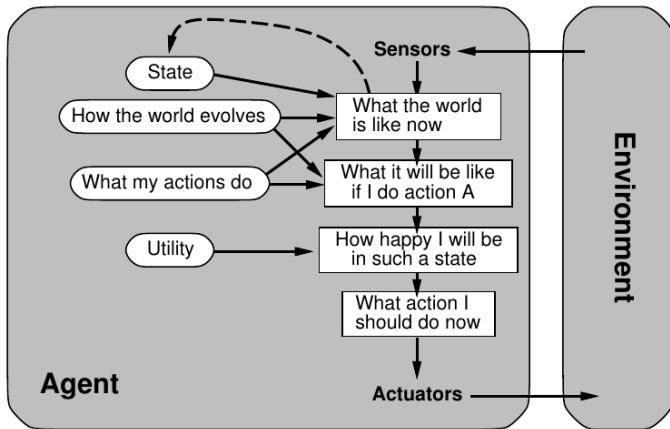 Sensors
State
How the world evolves
What the world
is like now
What my actions do
What it will be like
if I do action A
Utility
How happy I will be
in such a state
What action I
should do now
Agent
Actuators
Environment